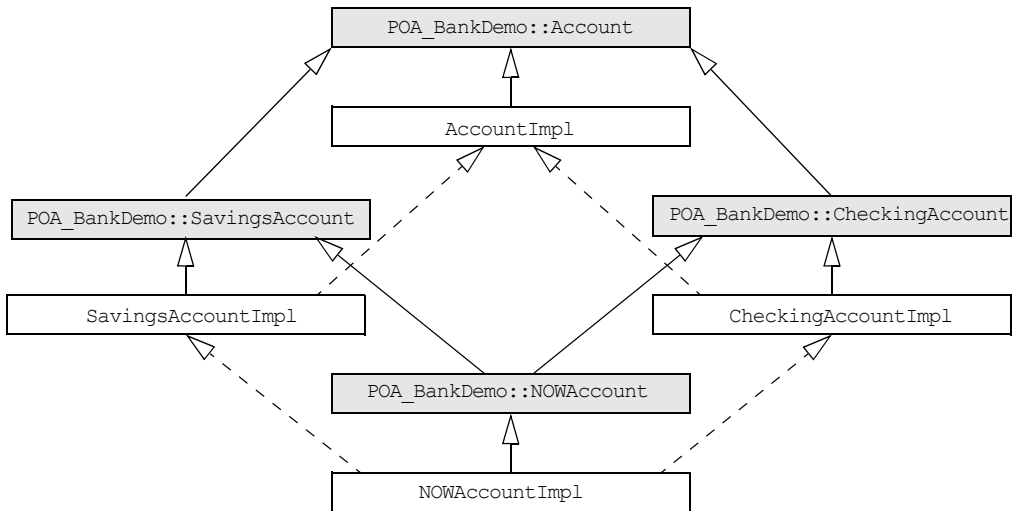 POA_BankDemo::Account
AccountImpl
POA_BankDemo::SavingsAccount
POA_BankDemo::CheckingAccount
SavingsAccountImpl
CheckingAccountImpl
POA_BankDemo::NOWAccount
NOWAccountImpl